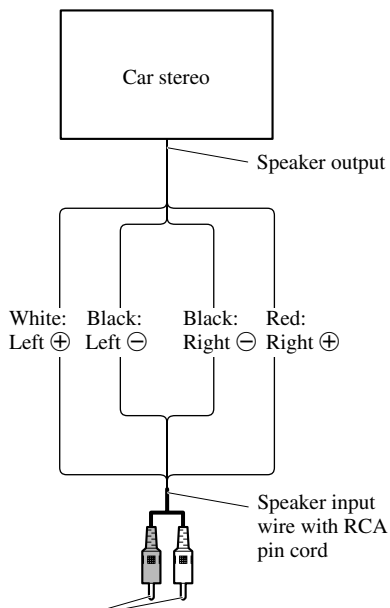 Car stereo
Speaker output
White:
Left ⊕
Black:
Left ⊖
Black:
Right ⊖
Red:
Right ⊕
Speaker input
wire with RCA
pin cord